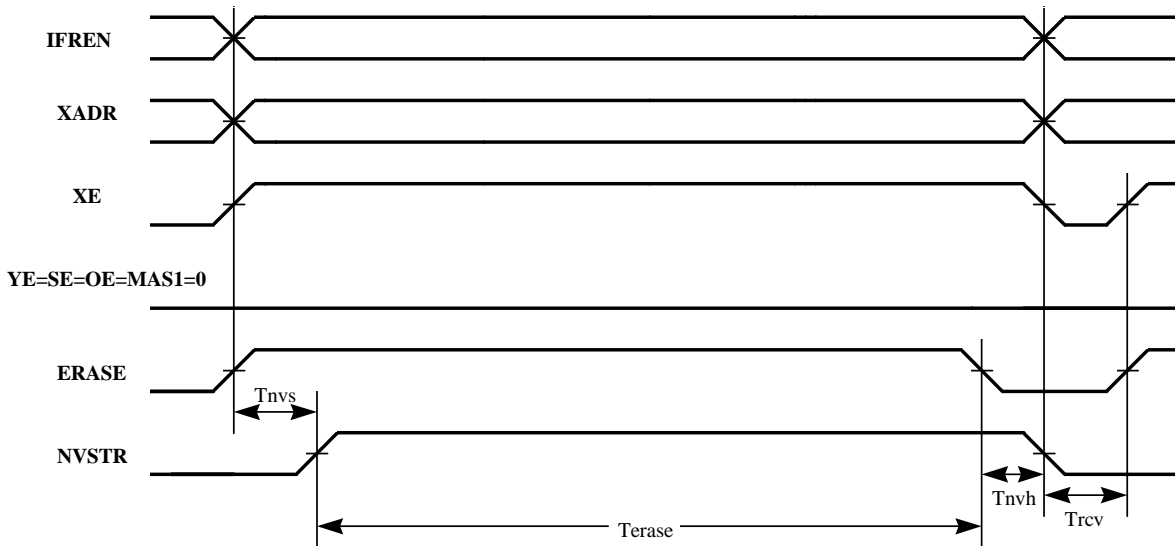 IFREN
XADR
XE
YE=SE=OE=MAS1=0
ERASE
Tnvs
NVSTR
Tnvh
Trcv
Terase